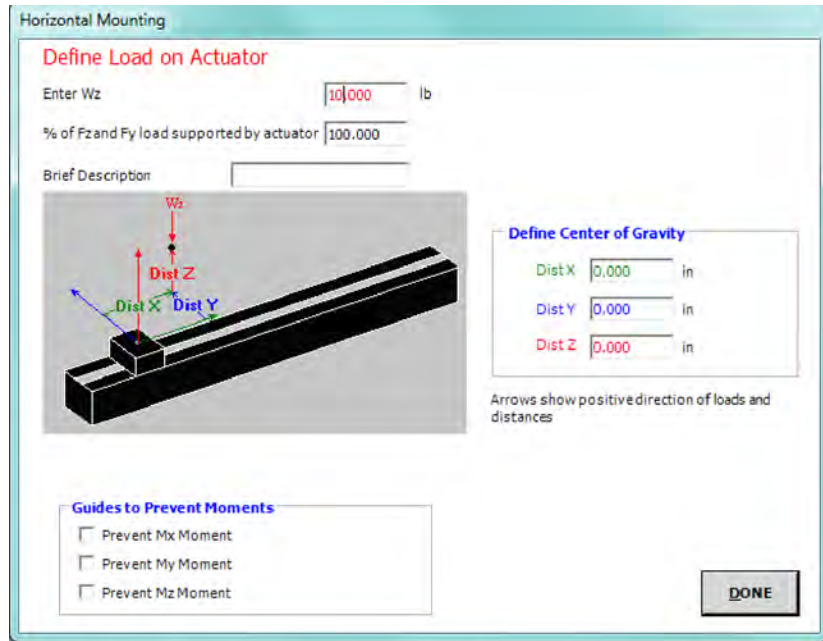 Horizontal Mounting
Define Load on Actuator
Enter Wz 10,000 lb
% of Fzand Fy load supported by actuator 100.000
Brief Description
Wz
Dist Z
Dist X Dist Y
Define Center of Gravity
Dist X 0.000 in
Dist Y 0.000 in
Dist Z 0.000 in
Arrows show positive direction of loads and
distances
Guides to Prevent Moments
Prevent Mx Moment
Prevent My Moment
Prevent Mz Moment
DONE